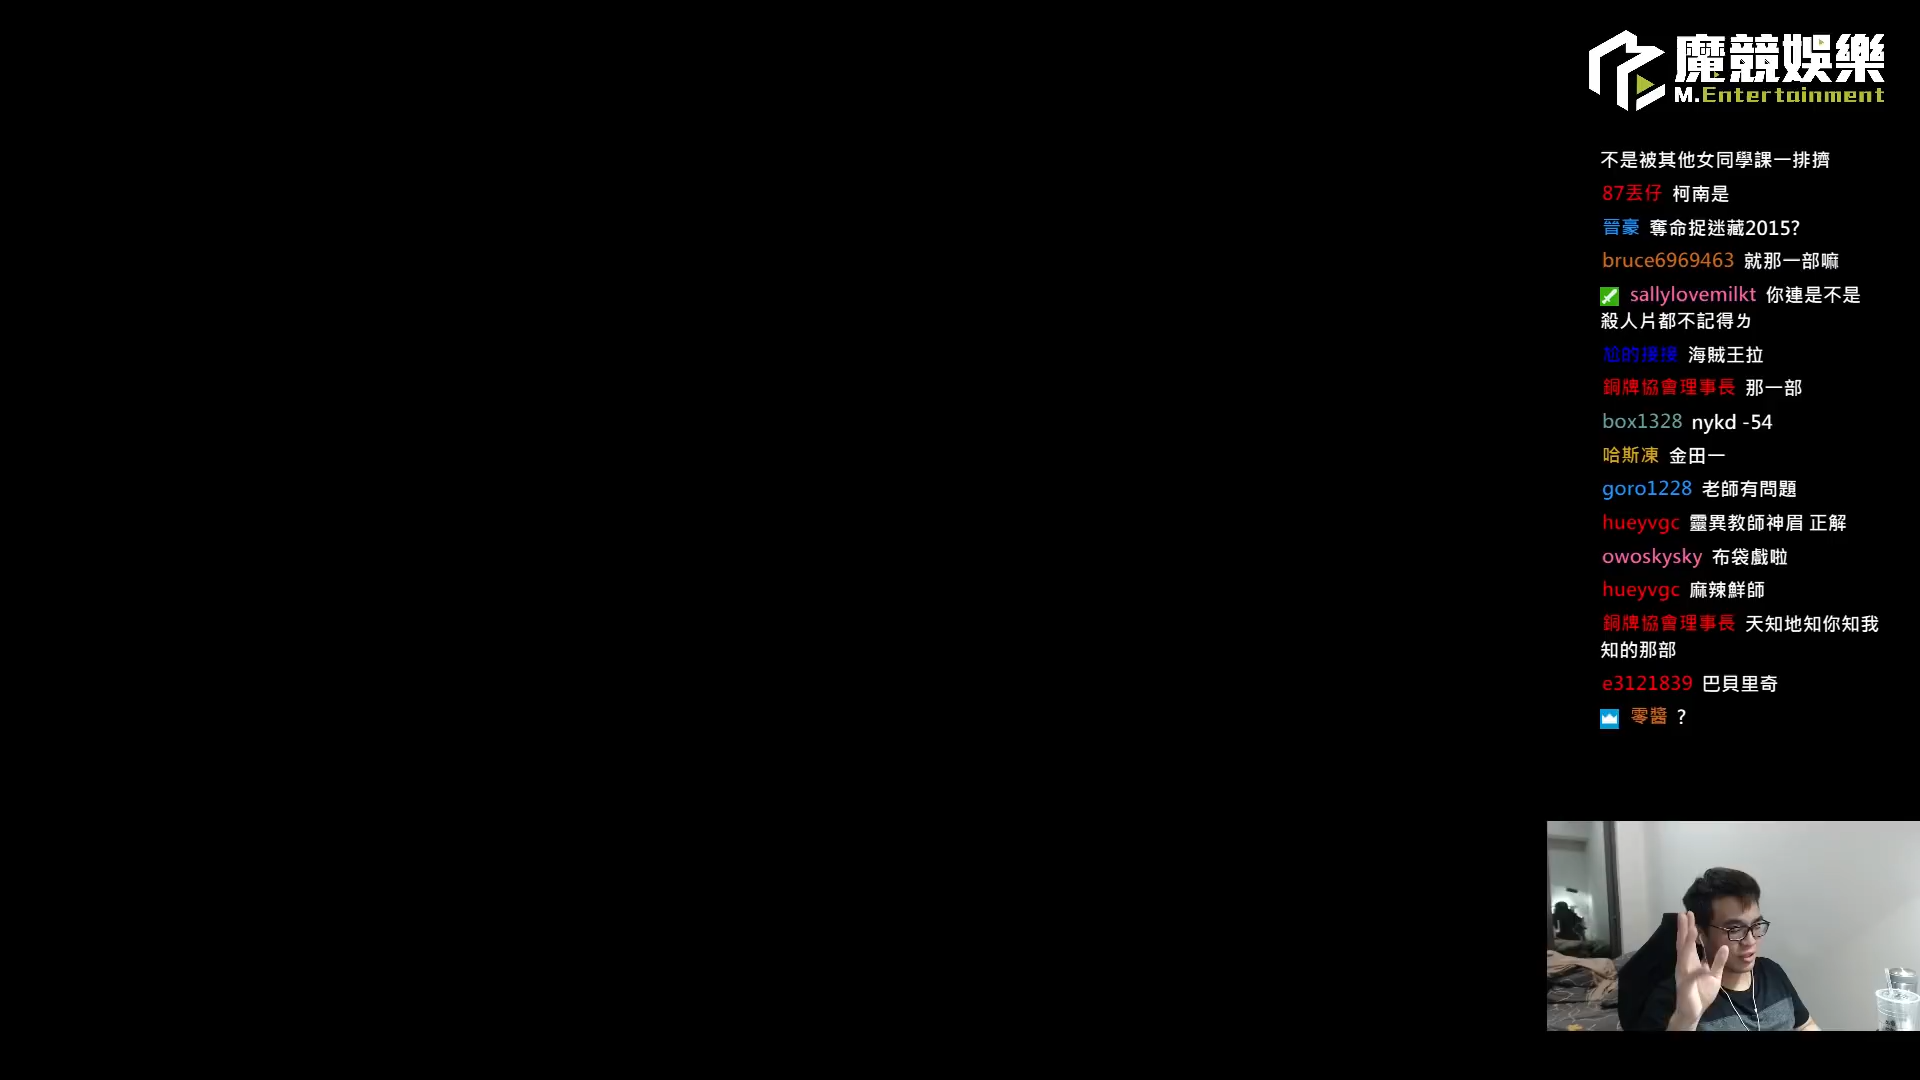 魔競娛樂
M.Entertainment
不是被其他女同學課一排擠
87丟仔 柯南是
晉豪 奪命捉迷藏2015?
bruce6969463 就那一部嘛
sallylovemilkt 你連是不是
殺人片都不記得ㄌ
尬的接接 海賊王拉
銅牌協會理事長 那一部
box1328 nykd -54
哈斯凍 金田一
goro1228 老師有問題
hueyvgc 靈異教師神眉 正解
owoskysky 布袋戲啦
hueyvgc 麻辣鮮師
銅牌協會理事長 天知地知你知我
知的那部
e3121839 巴貝里奇
零醬 ?